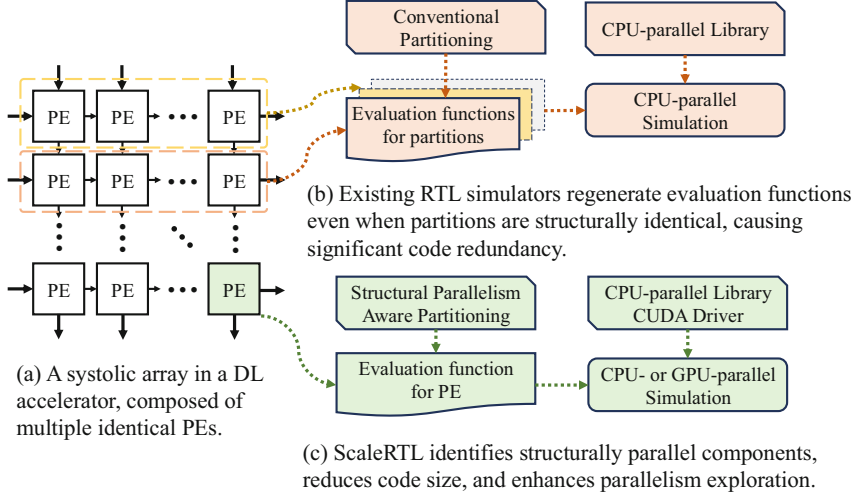 Conventional
Partitioning
CPU-parallel Library
PE PE ••• PE
Evaluation functions
for partitions
CPU-parallel
Simulation
PE PE ••• PE
(b) Existing RTL simulators regenerate evaluation functions
even when partitions are structurally identical, causing
significant code redundancy.
PE PE ••• PE
Structural Parallelism
Aware Partitioning
CPU-parallel Library
CUDA Driver
Evaluation function
for PE
CPU- or GPU-parallel
Simulation
(a) A systolic array in a DL
accelerator, composed of
multiple identical PEs.
(c) ScaleRTL identifies structurally parallel components,
reduces code size, and enhances parallelism exploration.